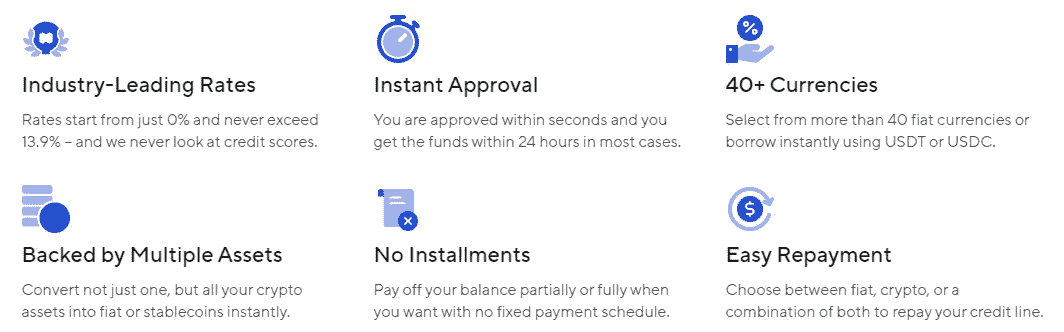 Industry-Leading Rates
Rates start from just 0% and never exceed
13.9% – and we never look at credit scores.
Instant Approval
You are approved within seconds and you
get the funds within 24 hours in most cases.
%
40+ Currencies
Select from more than 40 fiat currencies or
borrow instantly using USDT or USDC.
Backed by Multiple Assets
Convert not just one, but all your crypto
assets into fiat or stablecoins instantly.
No Installments
Pay off your balance partially or fully when
you want with no fixed payment schedule.
$
Easy Repayment
Choose between fiat, crypto, or a
combination of both to repay your credit line.